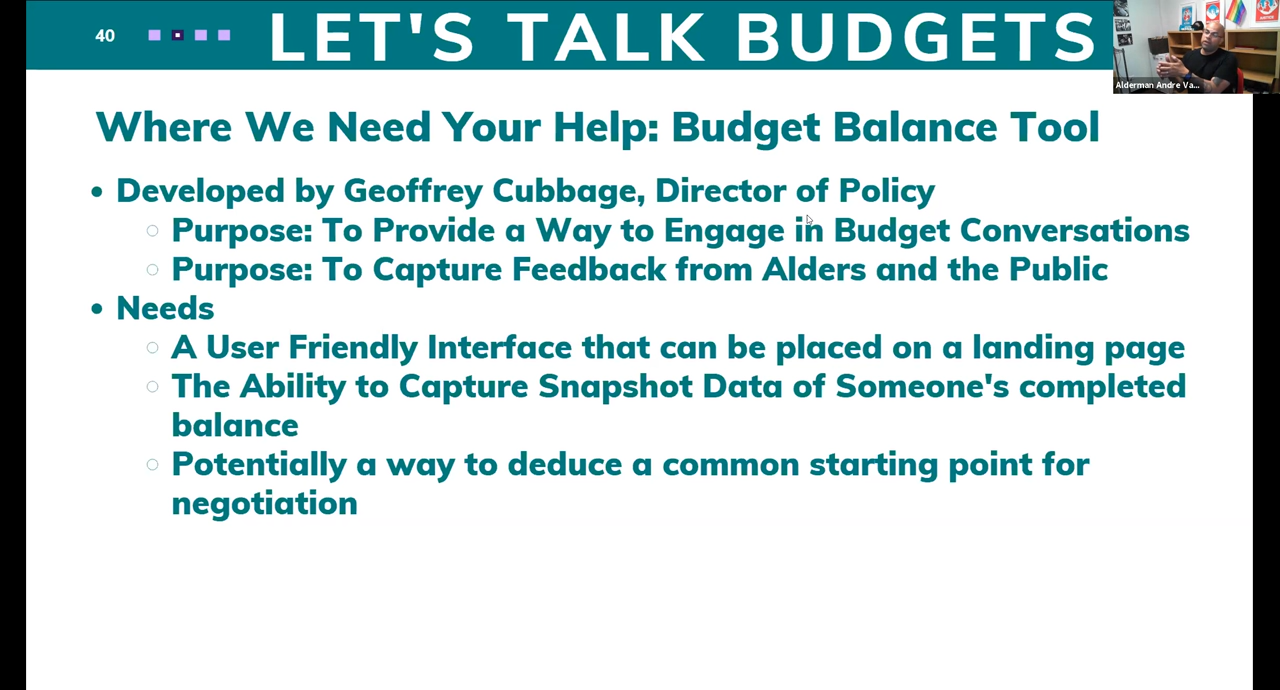 40
LET'S TALK BUDGETS
Alderman Andre Va...
Where We Need Your Help: Budget Balance Tool
• Developed by Geoffrey Cubbage, Director of Policy
○ Purpose: To Provide a Way to Engage in Budget Conversations
○ Purpose: To Capture Feedback from Alders and the Public
• Needs
○ A User Friendly Interface that can be placed on a landing page
○ The Ability to Capture Snapshot Data of Someone's completed
balance
○ Potentially a way to deduce a common starting point for
negotiation